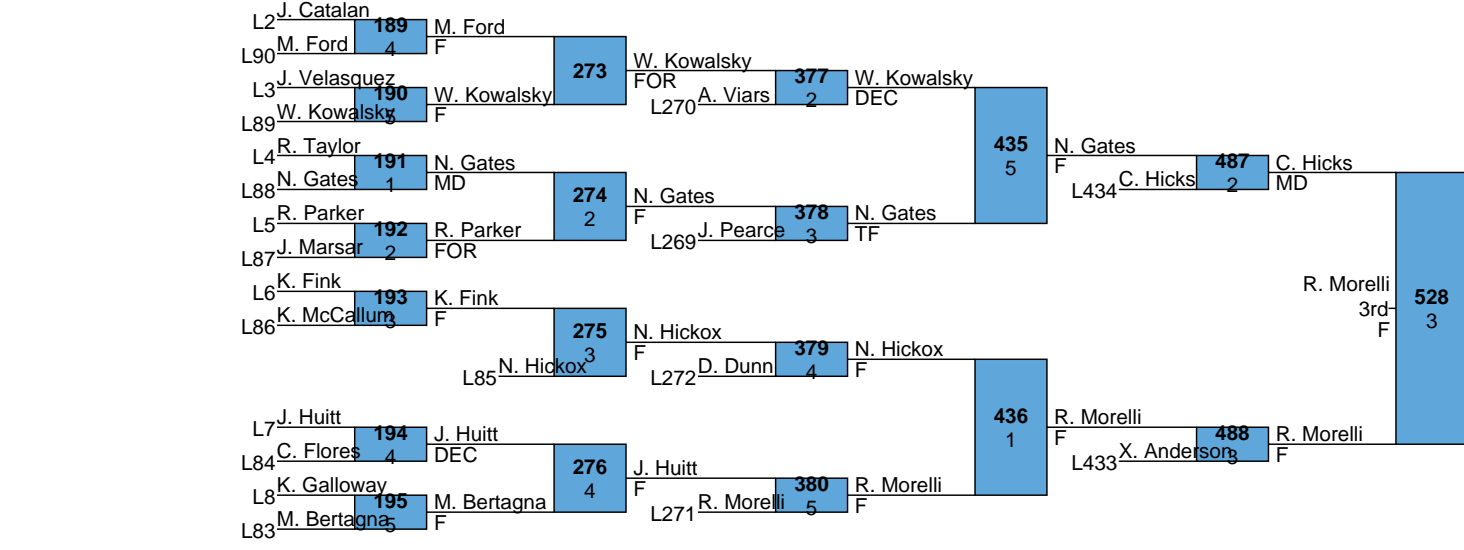 J. Catalan
L2
189
M. Ford
M. Ford
L90
4
F
273
W. Kowalsky
FOR
J. Velasquez
L3
190
W. Kowalsky
W. Kowalsky
L89
5
F
377
W. Kowalsky
A. Viars
L270
2
DEC
R. Taylor
L4
191
N. Gates
N. Gates
L88
1
MD
274
2
N. Gates
F
R. Parker
L5
192
R. Parker
J. Marsar
L87
2
FOR
378
N. Gates
J. Pearce
L269
3
TF
435
5
N. Gates
F
487
C. Hicks
C. Hicks
L434
2
MD
K. Fink
L6
193
K. Fink
K. McCallum
L86
3
F
275
3
N. Hickox
F
N. Hickox
L85
379
N. Hickox
D. Dunn
L272
4
F
R. Morelli
3rd
F
528
3
J. Huitt
L7
194
J. Huitt
C. Flores
L84
4
DEC
276
4
J. Huitt
F
K. Galloway
L8
195
M. Bertagna
M. Bertagna
L83
5
F
380
R. Morelli
R. Morelli
L271
5
F
436
1
R. Morelli
F
488
R. Morelli
X. Anderson
L433
3
F